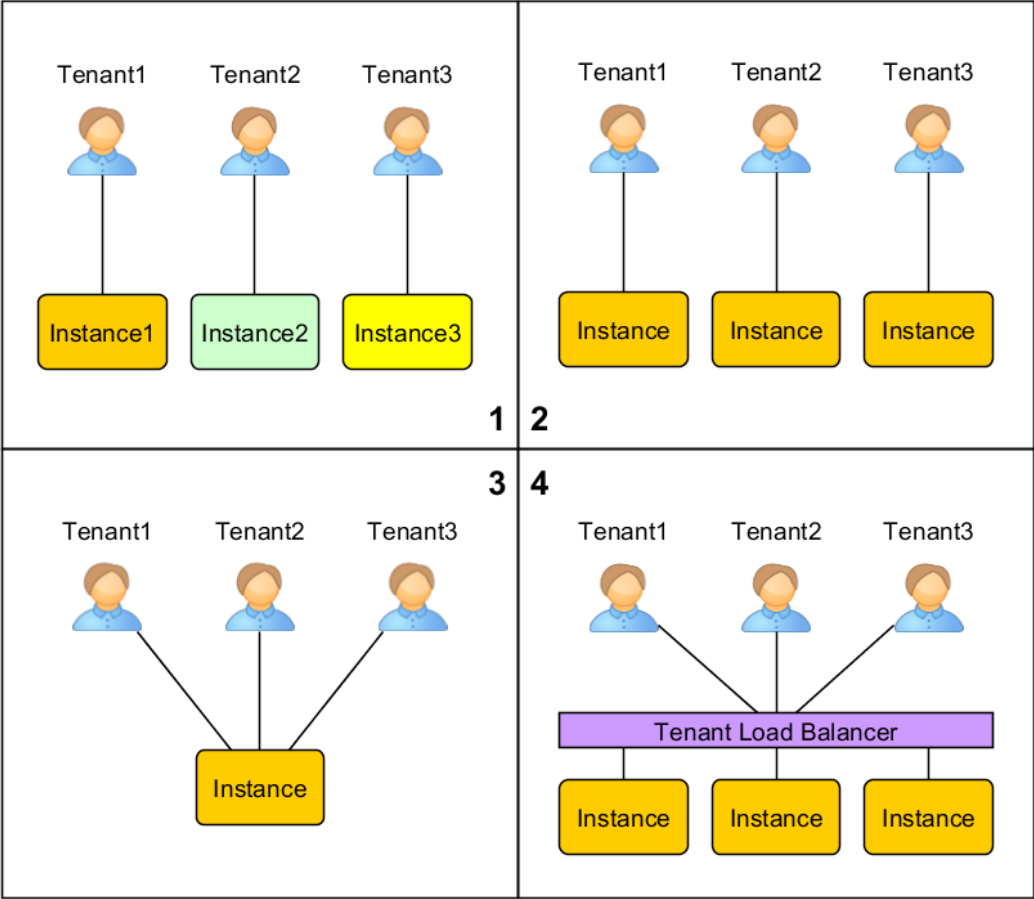 Tenant1 Tenant2 Tenant3
Instance1 Instance2 Instance3
1
Tenant1 Tenant2 Tenant3
Instance Instance Instance
2
3
Tenant1 Tenant2 Tenant3
Instance
4
Tenant1 Tenant2 Tenant3
Tenant Load Balancer
Instance Instance Instance